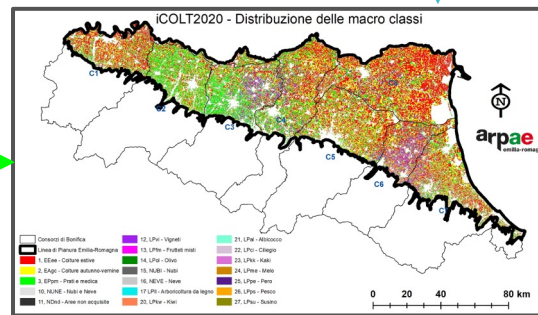 iCOLT2020 - Distribuzione delle macro classi
C1
C2
C3
C4
C5
C6
N
arpae
emilia-romagna
Consorzi di Bonifica
Linea di Pianura Emilia-Romagna
1, EEee - Colture estive
2, EAgc - Colture autunno-vernine
3, EPpm - Prati e medica
10, NUNE - Nubi e Neve
11, NDnd - Aree non acquisite
12, LPvi - Vigneti
13, LPfm - Frutteti misti
14, LPol - Olivo
15, NUBI - Nubi
16, NEVE - Neve
17, LPll - Arboricoltura da legno
20, LPkw - Kiwi
21, LPal - Albicocco
22, LPci - Ciliegio
23, LPkk - Kaki
24, LPme - Melo
25, LPpe - Pero
26, LPps - Pesco
27, LPsu - Susino
0 20 40 80 km